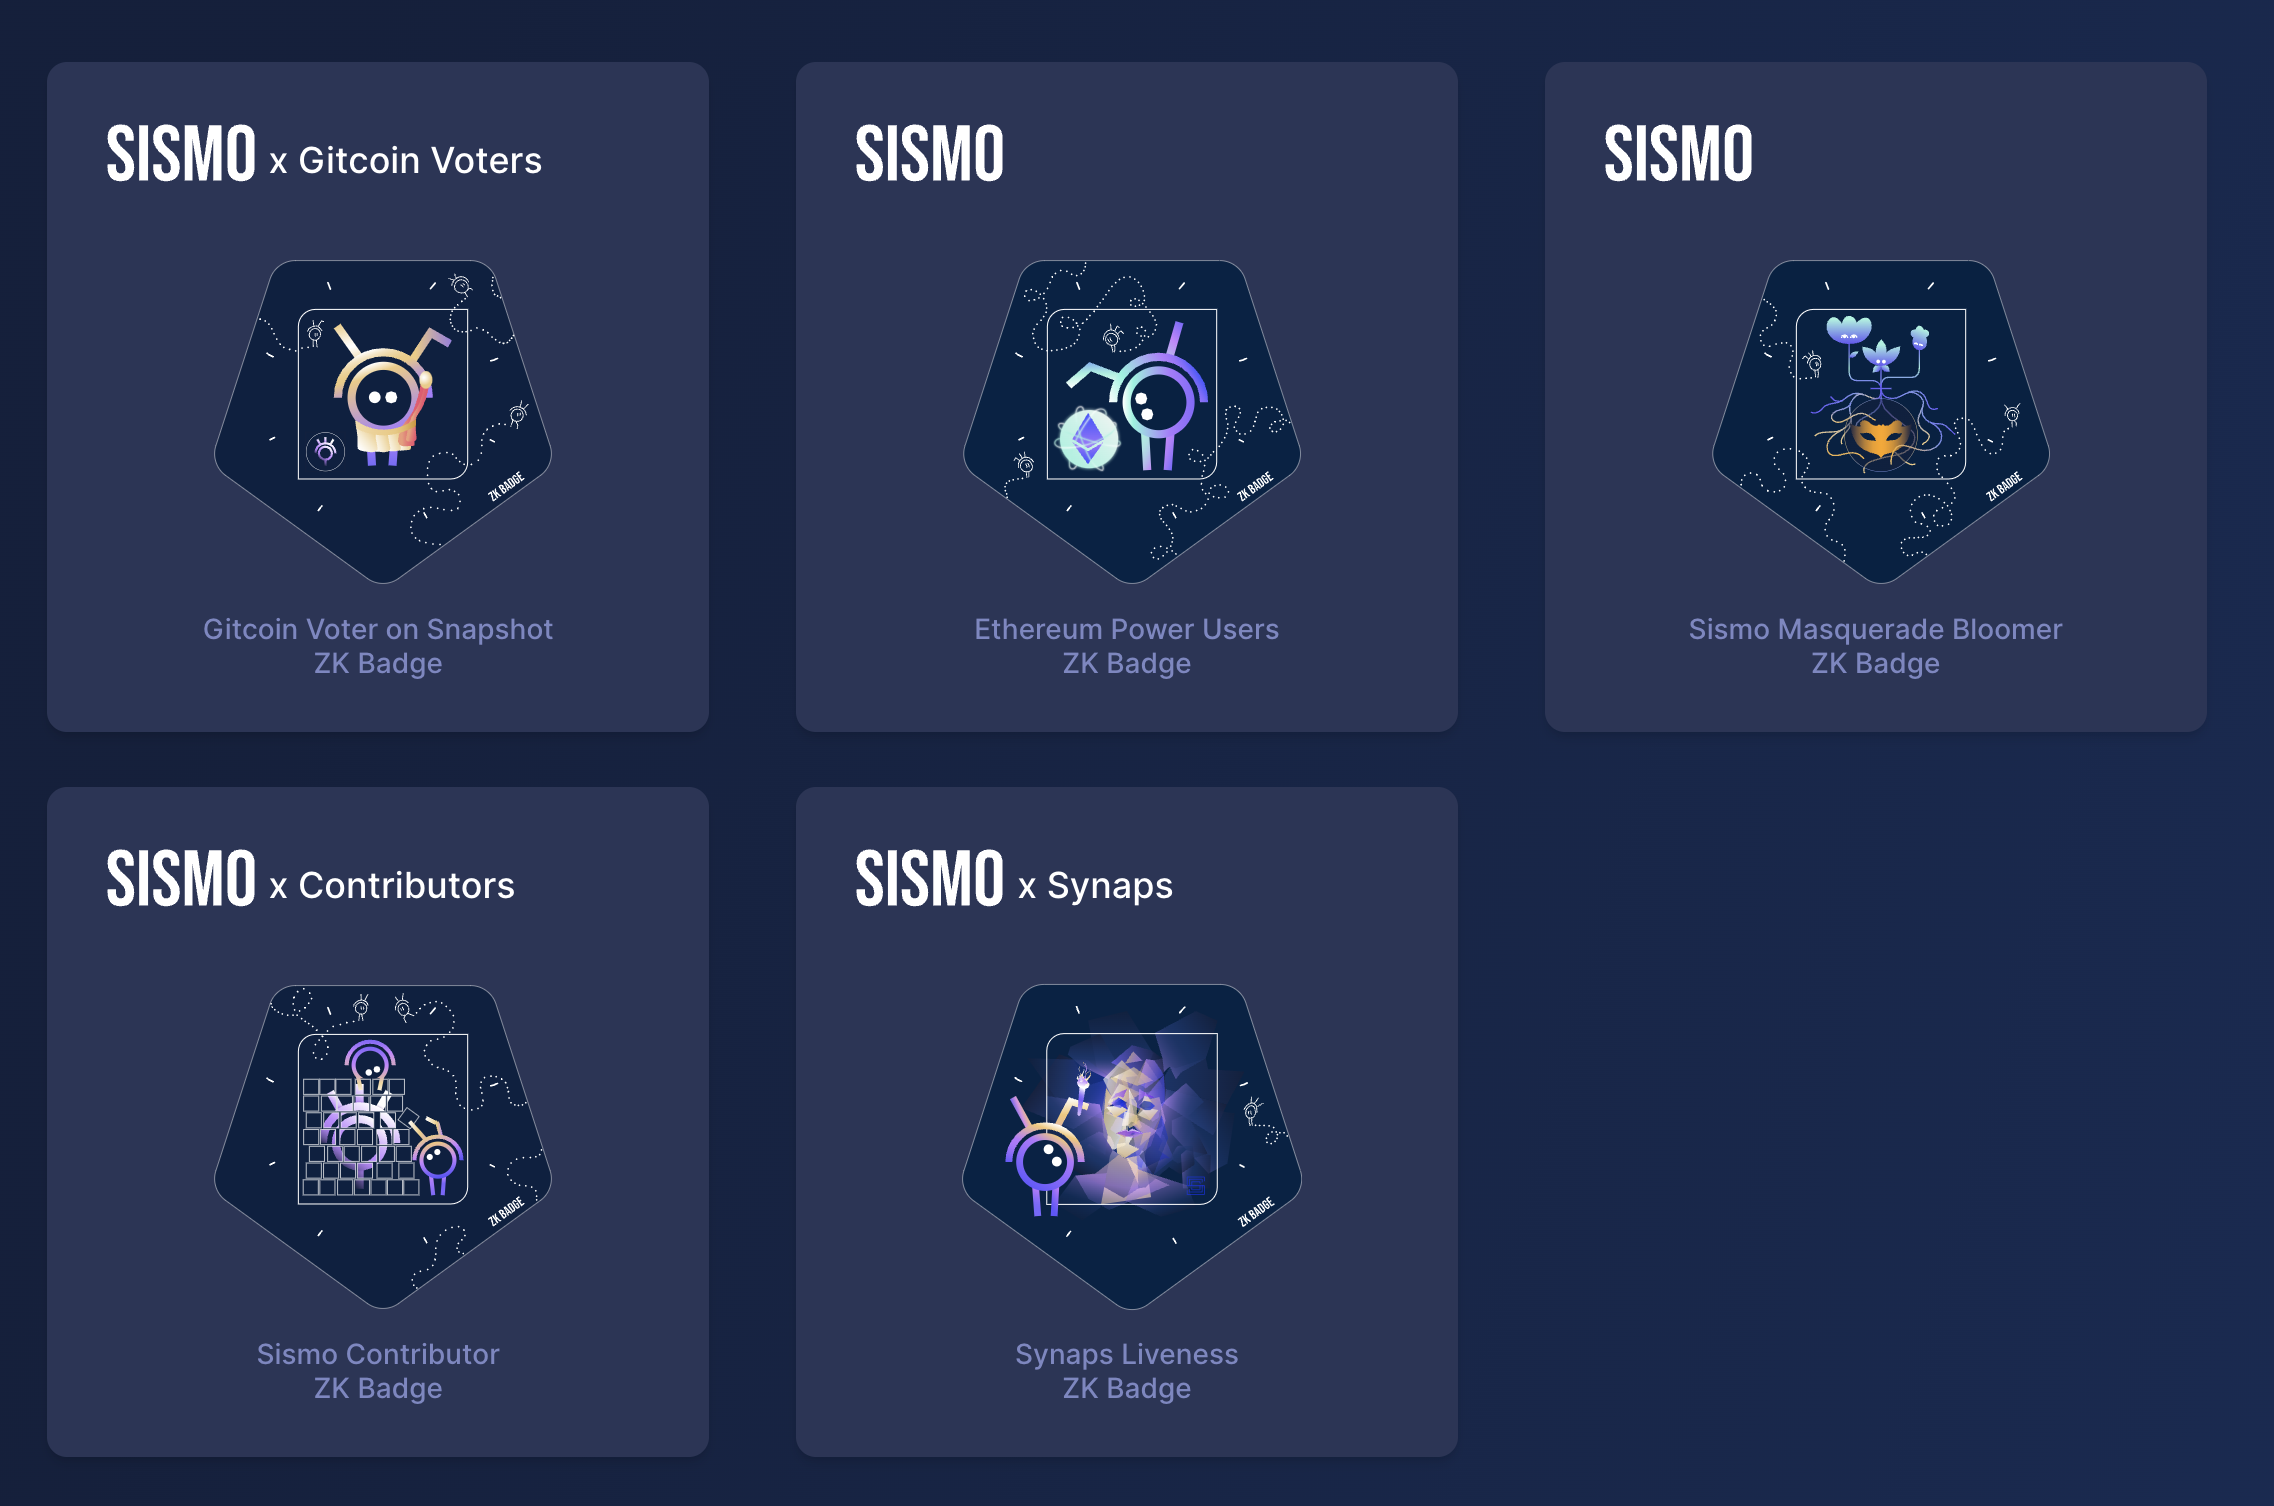 SISMO x Gitcoin Voters
ZK BADGE
Gitcoin Voter on Snapshot
ZK Badge
SISMO
ZK BADGE
Ethereum Power Users
ZK Badge
SISMO
ZK BADGE
Sismo Masquerade Bloomer
ZK Badge
SISMO x Contributors
ZK BADGE
Sismo Contributor
ZK Badge
SISMO x Synaps
ZK BADGE
Synaps Liveness
ZK Badge